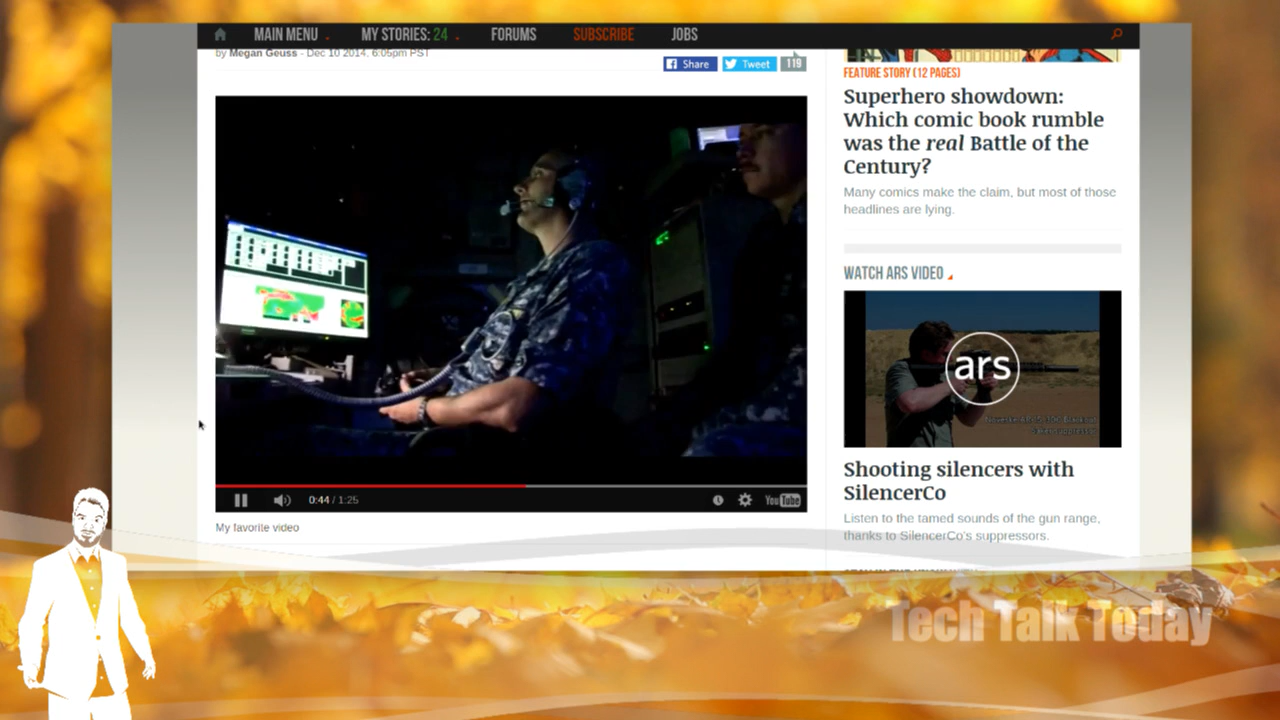 MAIN MENU
MY STORIES: 24
FORUMS
SUBSCRIBE
JOBS
by Megan Geuss - Dec 10 2014, 6:05pm PST
Share
Tweet
119
FEATURE STORY (12 PAGES)
Superhero showdown:
Which comic book rumble
was the real Battle of the
Century?
Many comics make the claim, but most of those
headlines are lying.
WATCH ARS VIDEO
ars
Shooting silencers with
SilencerCo
Listen to the tamed sounds of the gun range,
thanks to SilencerCo's suppressors.
0:44 / 1:25
YouTube
My favorite video
Tech Talk Today